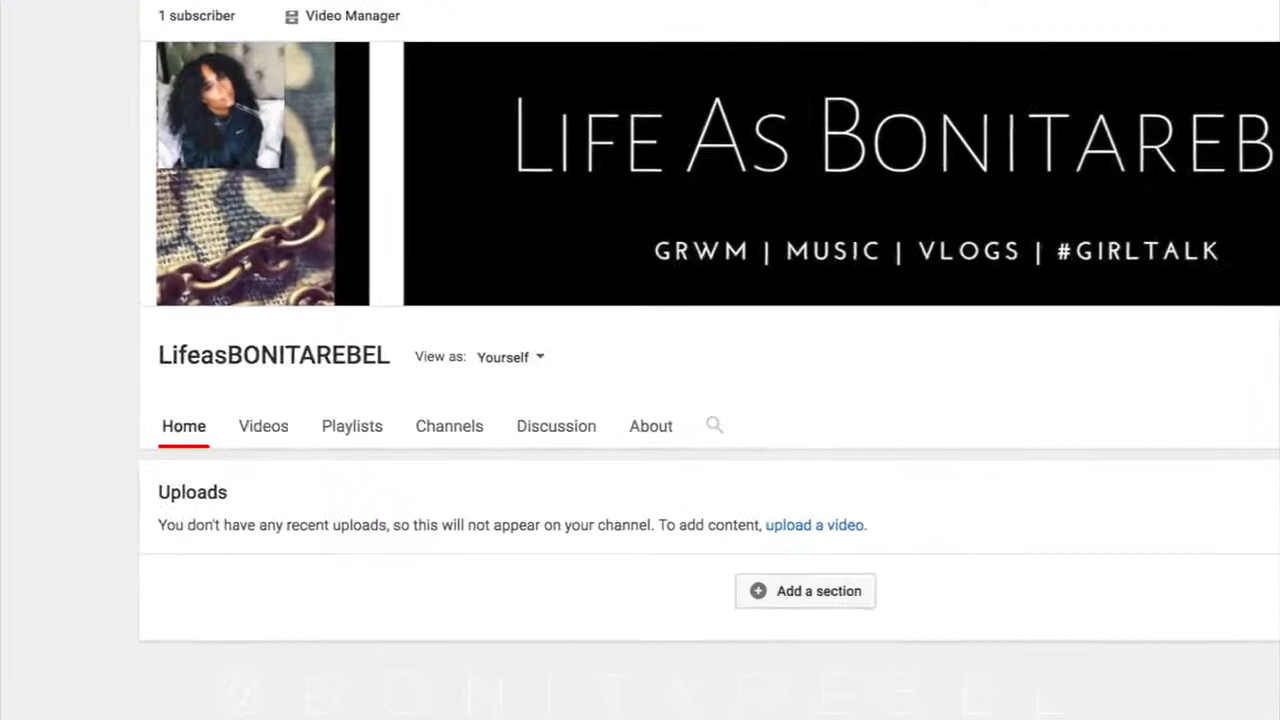 1 subscriber Video Manager
LIFE AS BONITAREB
GRWM | MUSIC | VLOGS | #GIRLTALK
LifeasBONITAREBEL View as: Yourself
Home Videos Playlists Channels Discussion About
Uploads
You don't have any recent uploads, so this will not appear on your channel. To add content, upload a video.
Add a section
@BONITAREBEL